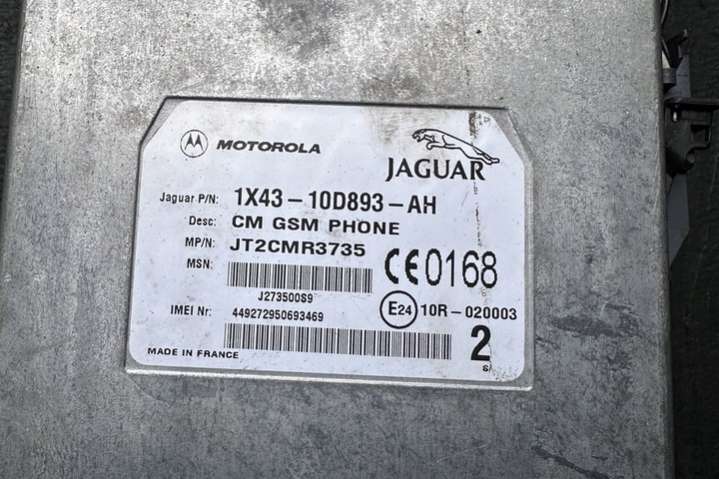 MOTOROLA
JAGUAR
Jaguar P/N: 1X43-10D893-AH
Desc: CM GSM PHONE
MP/N: JT2CMR3735
MSN:
J273500S9
CE0168
IMEI Nr: 449272950693469
E24 10R-020003
MADE IN FRANCE
2